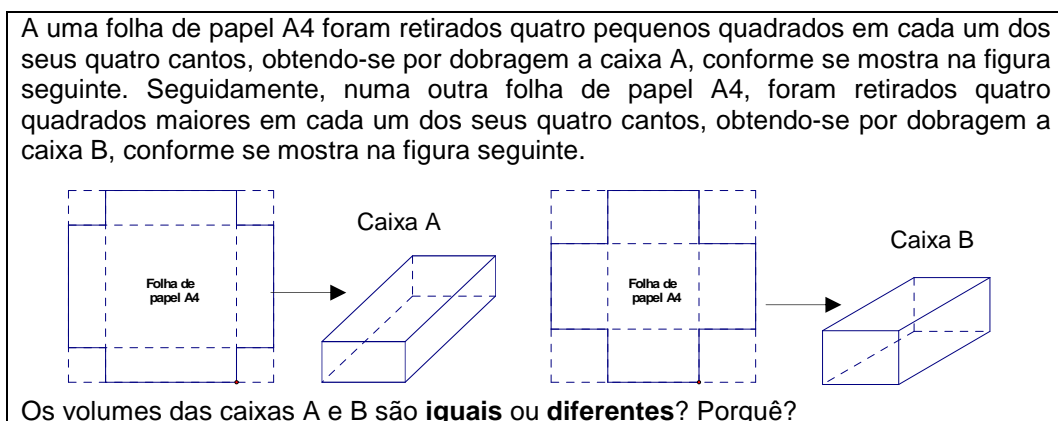 A uma folha de papel A4 foram retirados quatro pequenos quadrados em cada um dos
seus quatro cantos, obtendo-se por dobragem a caixa A, conforme se mostra na figura
seguinte. Seguidamente, numa outra folha de papel A4, foram retirados quatro
quadrados maiores em cada um dos seus quatro cantos, obtendo-se por dobragem a
caixa B, conforme se mostra na figura seguinte.
Caixa A
Folha de
papel A4
Caixa B
Folha de
papel A4
Os volumes das caixas A e B são iguais ou diferentes? Porquê?